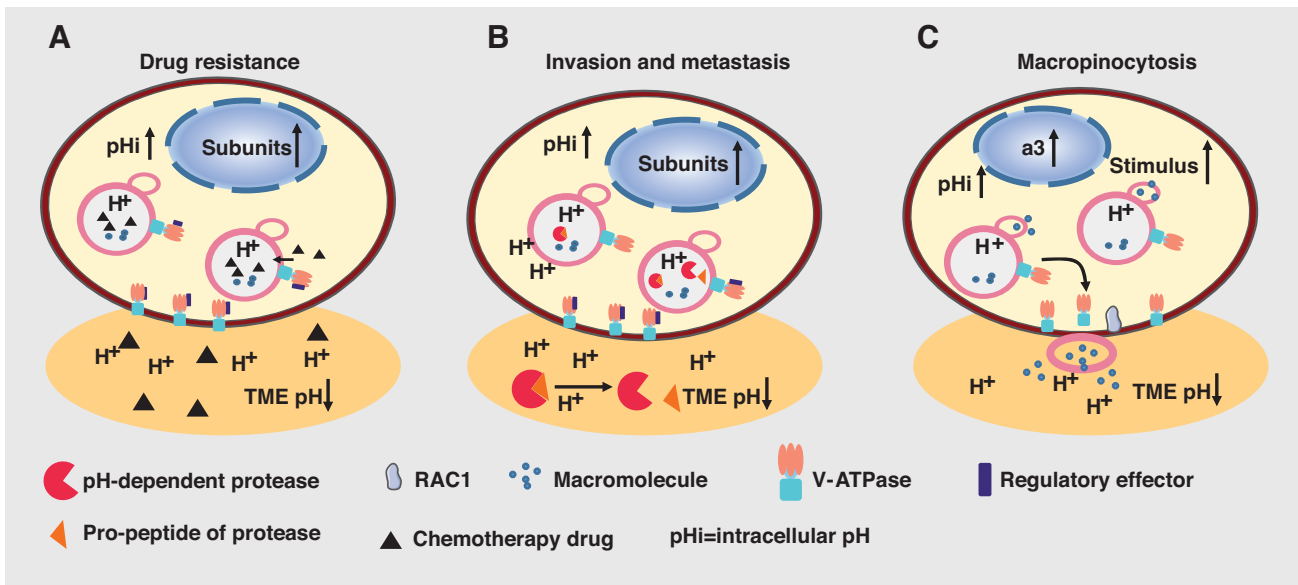 A
Drug resistance
pHi
Subunits
H+
H+
H+
H+
H+
H+
TME pH
B
Invasion and metastasis
pHi
Subunits
H+
H+
H+
H+
H+
H+
H+
H+
TME pH
C
Macropinocytosis
a3
Stimulus
pHi
H+
H+
H+
H+
H+
TME pH
pH-dependent protease
RAC1
Macromolecule
V-ATPase
Regulatory effector
Pro-peptide of protease
Chemotherapy drug
pHi=intracellular pH